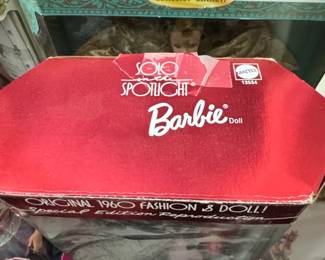 SOLO
in the
SPOTLIGHT®
Barbie® Doll
MATTEL
13534
ORIGINAL 1960 FASHION & DOLL!
Special Edition Reproduction